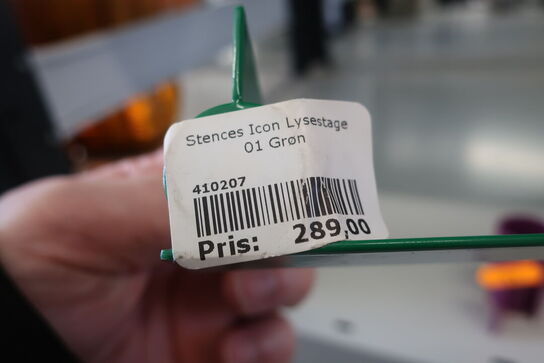 Stences Icon Lysestage
01 Grøn
410207
Pris: 289,00